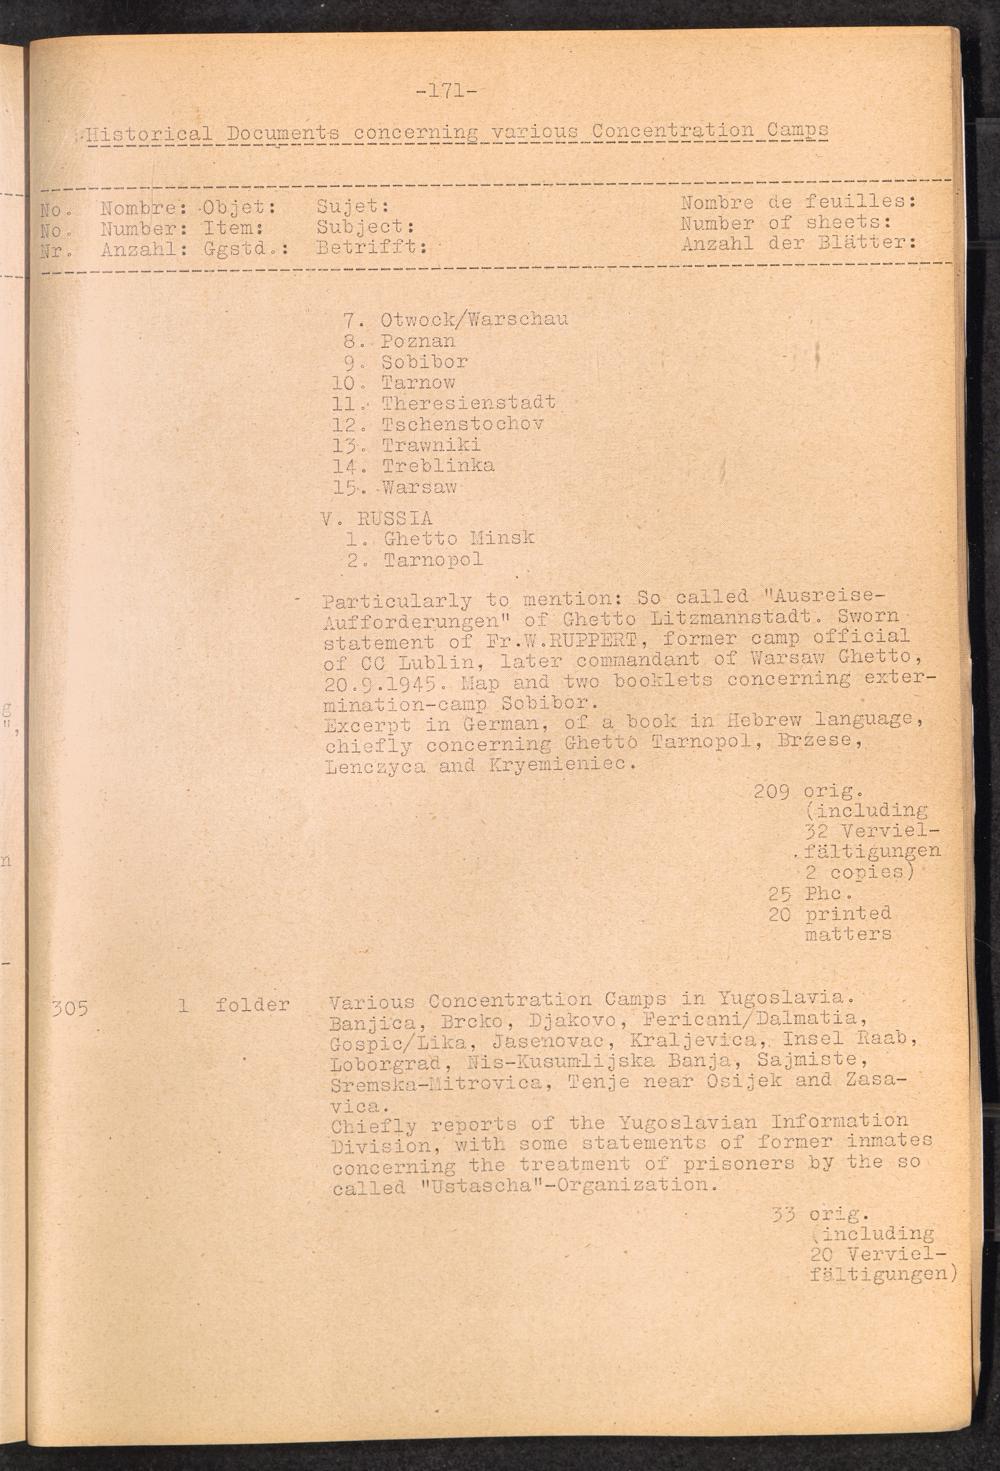 -171-
Historical Documents concerning various Concentration Camps
No. Nombre: Objet: Sujet: Nombre de feuilles:
No. Number: Item: Subject: Number of sheets:
Nr. Anzahl: Ggstd.: Betrifft: Anzahl der Blätter:
7. Otwock/Warschau
8. Poznan
9. Sobibor
10. Tarnow
11. Theresienstadt
12. Tschenstochov
13. Trawniki
14. Treblinka
15. Warsaw
V. RUSSIA
1. Ghetto Minsk
2. Tarnopol
Particularly to mention: So called "Ausreise-
Aufforderungen" of Ghetto Litzmannstadt. Sworn
statement of Fr.W.RUPPERT, former camp official
of CC Lublin, later commandant of Warsaw Ghetto,
20.9.1945. Map and two booklets concerning exter-
mination-camp Sobibor.
Excerpt in German, of a book in Hebrew language,
chiefly concerning Ghetto Tarnopol, Brzese,
Lenczyca and Kryemieniec.
209 orig.
(including
32 Verviel-
fältigungen
2 copies)
25 Phc.
20 printed
matters
305 1 folder Various Concentration Camps in Yugoslavia.
Banjica, Brcko, Djakovo, Fericani/Dalmatia,
Gospic/Lika, Jasenovac, Kraljevica, Insel Raab,
Loborgrad, Nis-Kusumlijska Banja, Sajmiste,
Sremska-Mitrovica, Tenje near Osijek and Zasa-
vica.
Chiefly reports of the Yugoslavian Information
Division, with some statements of former inmates
concerning the treatment of prisoners by the so
called "Ustascha"-Organization.
33 orig.
(including
20 Verviel-
fältigungen)